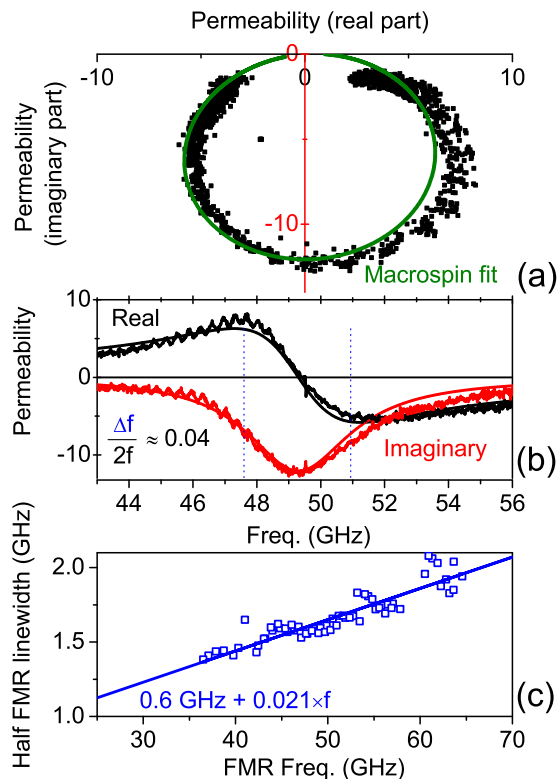 Permeability (real part)
-10 0 10
0
Permeability
(imaginary part)
-10
Macrospin fit
(a)
10
0
-10
Permeability
Real
Δf
2f
≈ 0.04
Imaginary
(b)
44 46 48 50 52 54 56
Freq. (GHz)
Half FMR linewidth (GHz)
2.0
1.5
1.0
0.6 GHz + 0.021×f
(c)
30 40 50 60 70
FMR Freq. (GHz)